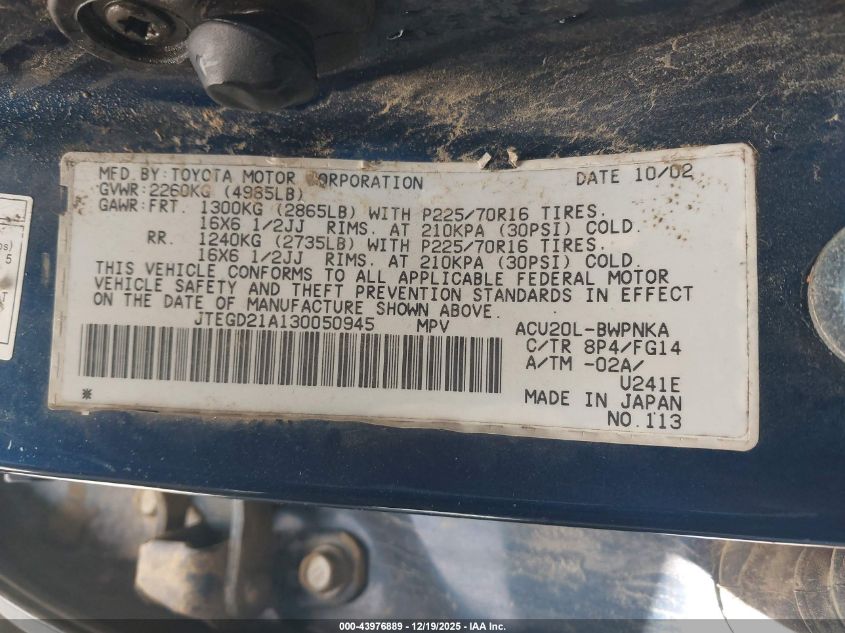 MFD BY:TOYOTA MOTOR CORPORATION DATE 10/02
GVWR:2260KG (4985LB)
GAWR:FRT. 1300KG (2865LB) WITH P225/70R16 TIRES.
16X6 1/2JJ RIMS. AT 210KPA (30PSI) COLD.
RR. 1240KG (2735LB) WITH P225/70R16 TIRES.
16X6 1/2JJ RIMS. AT 210KPA (30PSI) COLD.
THIS VEHICLE CONFORMS TO ALL APPLICABLE FEDERAL MOTOR
VEHICLE SAFETY AND THEFT PREVENTION STANDARDS IN EFFECT
ON THE DATE OF MANUFACTURE SHOWN ABOVE.
JTEGD21A130050945 MPV ACU20L-BWPNKA
C/TR 8P4/FG14
A/TM -02A/
U241E
* MADE IN JAPAN
NO.113
5
000-43976889 - 12/19/2025 - IAA Inc.